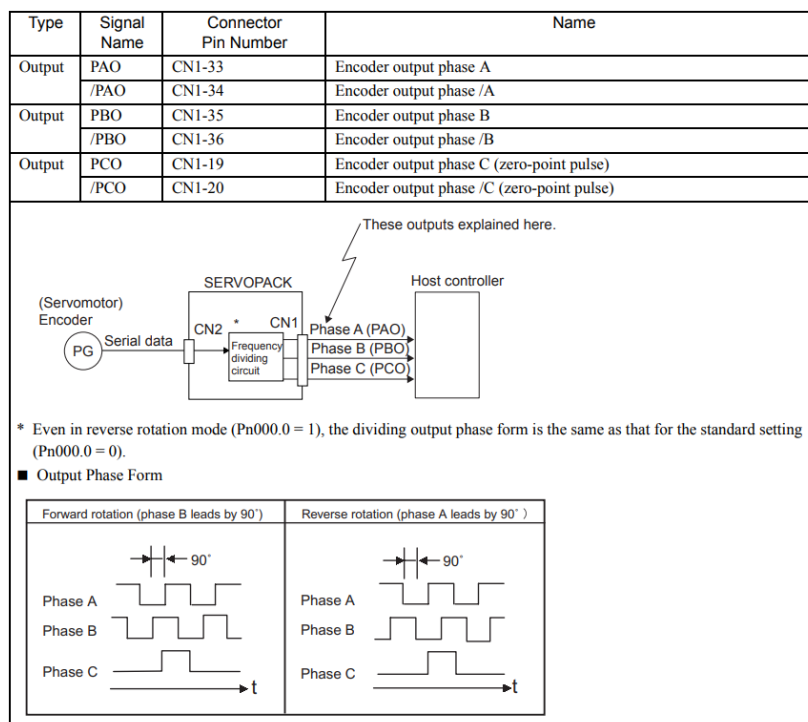 Type Signal Name Connector Pin Number Name
Output PAO CN1-33 Encoder output phase A
/PAO CN1-34 Encoder output phase /A
Output PBO CN1-35 Encoder output phase B
/PBO CN1-36 Encoder output phase /B
Output PCO CN1-19 Encoder output phase C (zero-point pulse)
/PCO CN1-20 Encoder output phase /C (zero-point pulse)
These outputs explained here.
SERVOPACK
Host controller
(Servomotor)
Encoder
PG
Serial data
CN2 * CN1
Frequency
dividing
circuit
Phase A (PAO)
Phase B (PBO)
Phase C (PCO)
* Even in reverse rotation mode (Pn000.0 = 1), the dividing output phase form is the same as that for the standard setting
(Pn000.0 = 0).
■ Output Phase Form
Forward rotation (phase B leads by 90˚)
90˚
Phase A
Phase B
Phase C
t
Reverse rotation (phase A leads by 90˚ )
90˚
Phase A
Phase B
Phase C
t